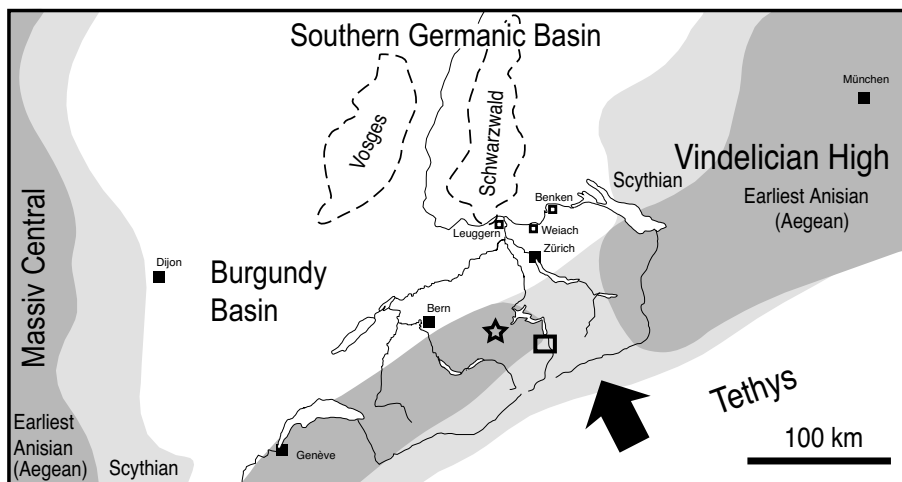 Southern Germanic Basin
München
Vosges
Schwarzwald
Vindelician High
Scythian
Earliest Anisian
(Aegean)
Benken
Leuggern
Weiach
Zürich
Massiv Central
Dijon
Burgundy
Basin
Bern
Tethys
Earliest
Anisian
(Aegean)
Scythian
Genève
100 km